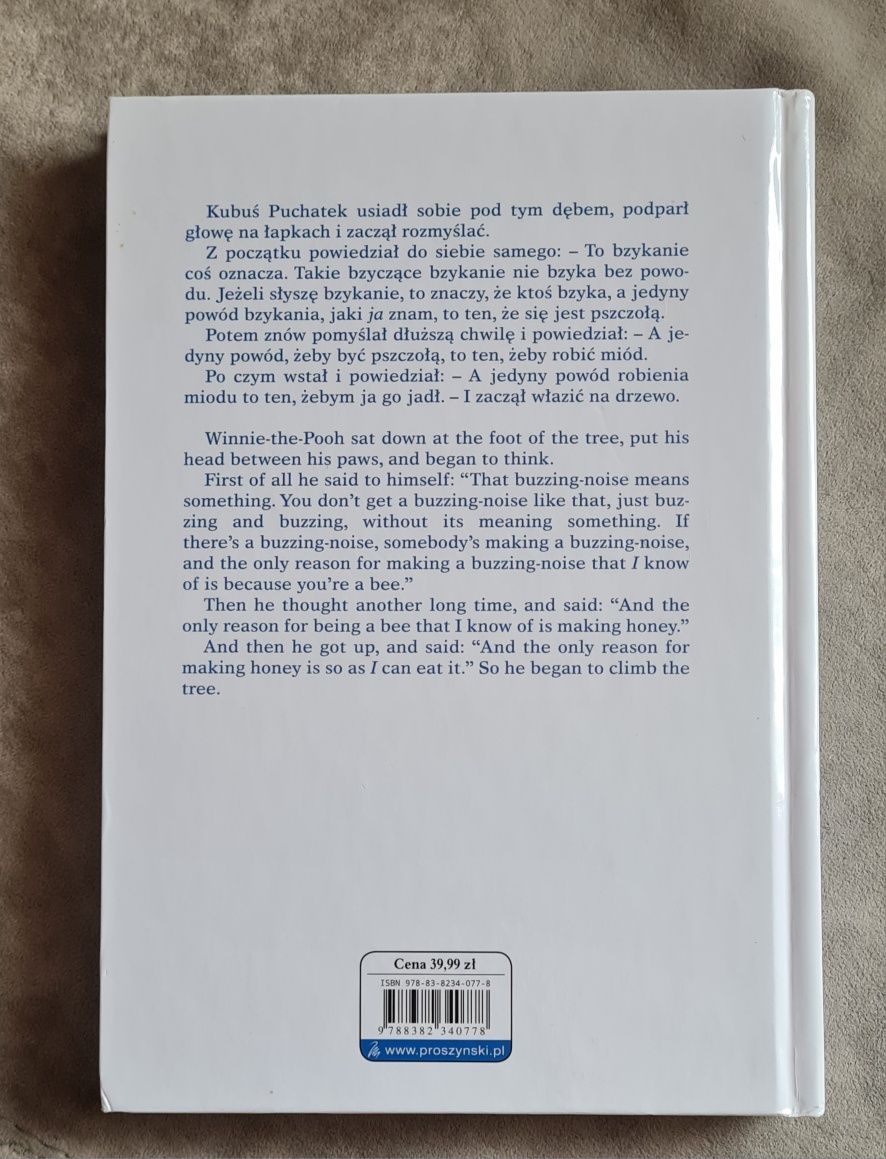 Kubuś Puchatek usiadł sobie pod tym dębem, podparł
głowę na łapkach i zaczął rozmyślać.
Z początku powiedział do siebie samego: – To bzykanie
coś oznacza. Takie bzyczące bzykanie nie bzyka bez powo-
du. Jeżeli słyszę bzykanie, to znaczy, że ktoś bzyka, a jedyny
powód bzykania, jaki ja znam, to ten, że się jest pszczołą.
Potem znów pomyślał dłuższą chwilę i powiedział: – A je-
dyny powód, żeby być pszczołą, to ten, żeby robić miód.
Po czym wstał i powiedział: – A jedyny powód robienia
miodu to ten, żebym ja go jadł. – I zaczął włazić na drzewo.
Winnie-the-Pooh sat down at the foot of the tree, put his
head between his paws, and began to think.
First of all he said to himself: “That buzzing-noise means
something. You don’t get a buzzing-noise like that, just buz-
zing and buzzing, without its meaning something. If
there’s a buzzing-noise, somebody’s making a buzzing-noise,
and the only reason for making a buzzing-noise that I know
of is because you’re a bee.”
Then he thought another long time, and said: “And the
only reason for being a bee that I know of is making honey.”
And then he got up, and said: “And the only reason for
making honey is so as I can eat it.” So he began to climb the
tree.
Cena 39,99 zł
ISBN 978-83-8234-077-8
9 788382 340778
www.proszynski.pl